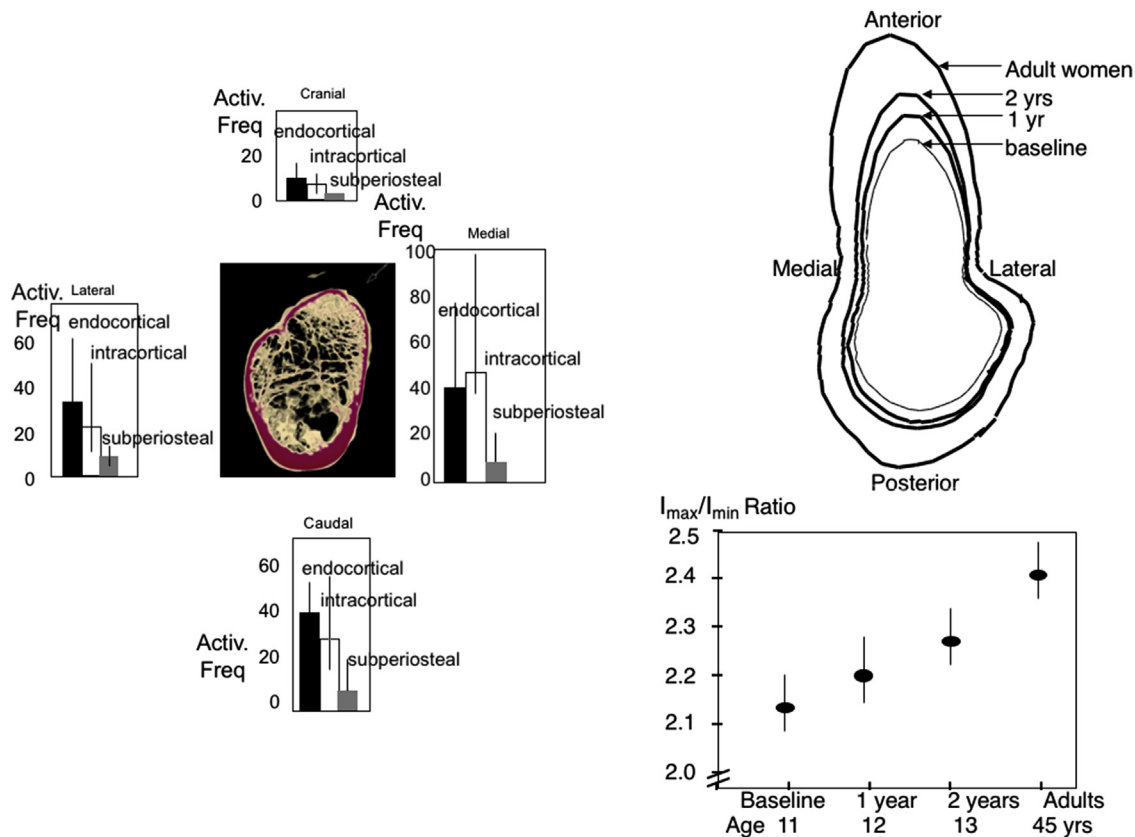 Cranial
Activ.
Freq
endocortical
20
intracortical
subperiosteal
0
Activ.
Freq
Medial
100
80
endocortical
60
intracortical
40
subperiosteal
20
0
Activ.
Lateral
Freq
endocortical
60
intracortical
40
20
subperiosteal
0
Caudal
60
endocortical
intracortical
40
Activ.
Freq
20
subperiosteal
0
Anterior
Adult women
2 yrs
1 yr
baseline
Medial
Lateral
Posterior
Imax/Imin Ratio
2.5
2.4
2.3
2.2
2.1
2.0
Baseline 1 year 2 years Adults
Age 11 12 13 45 yrs